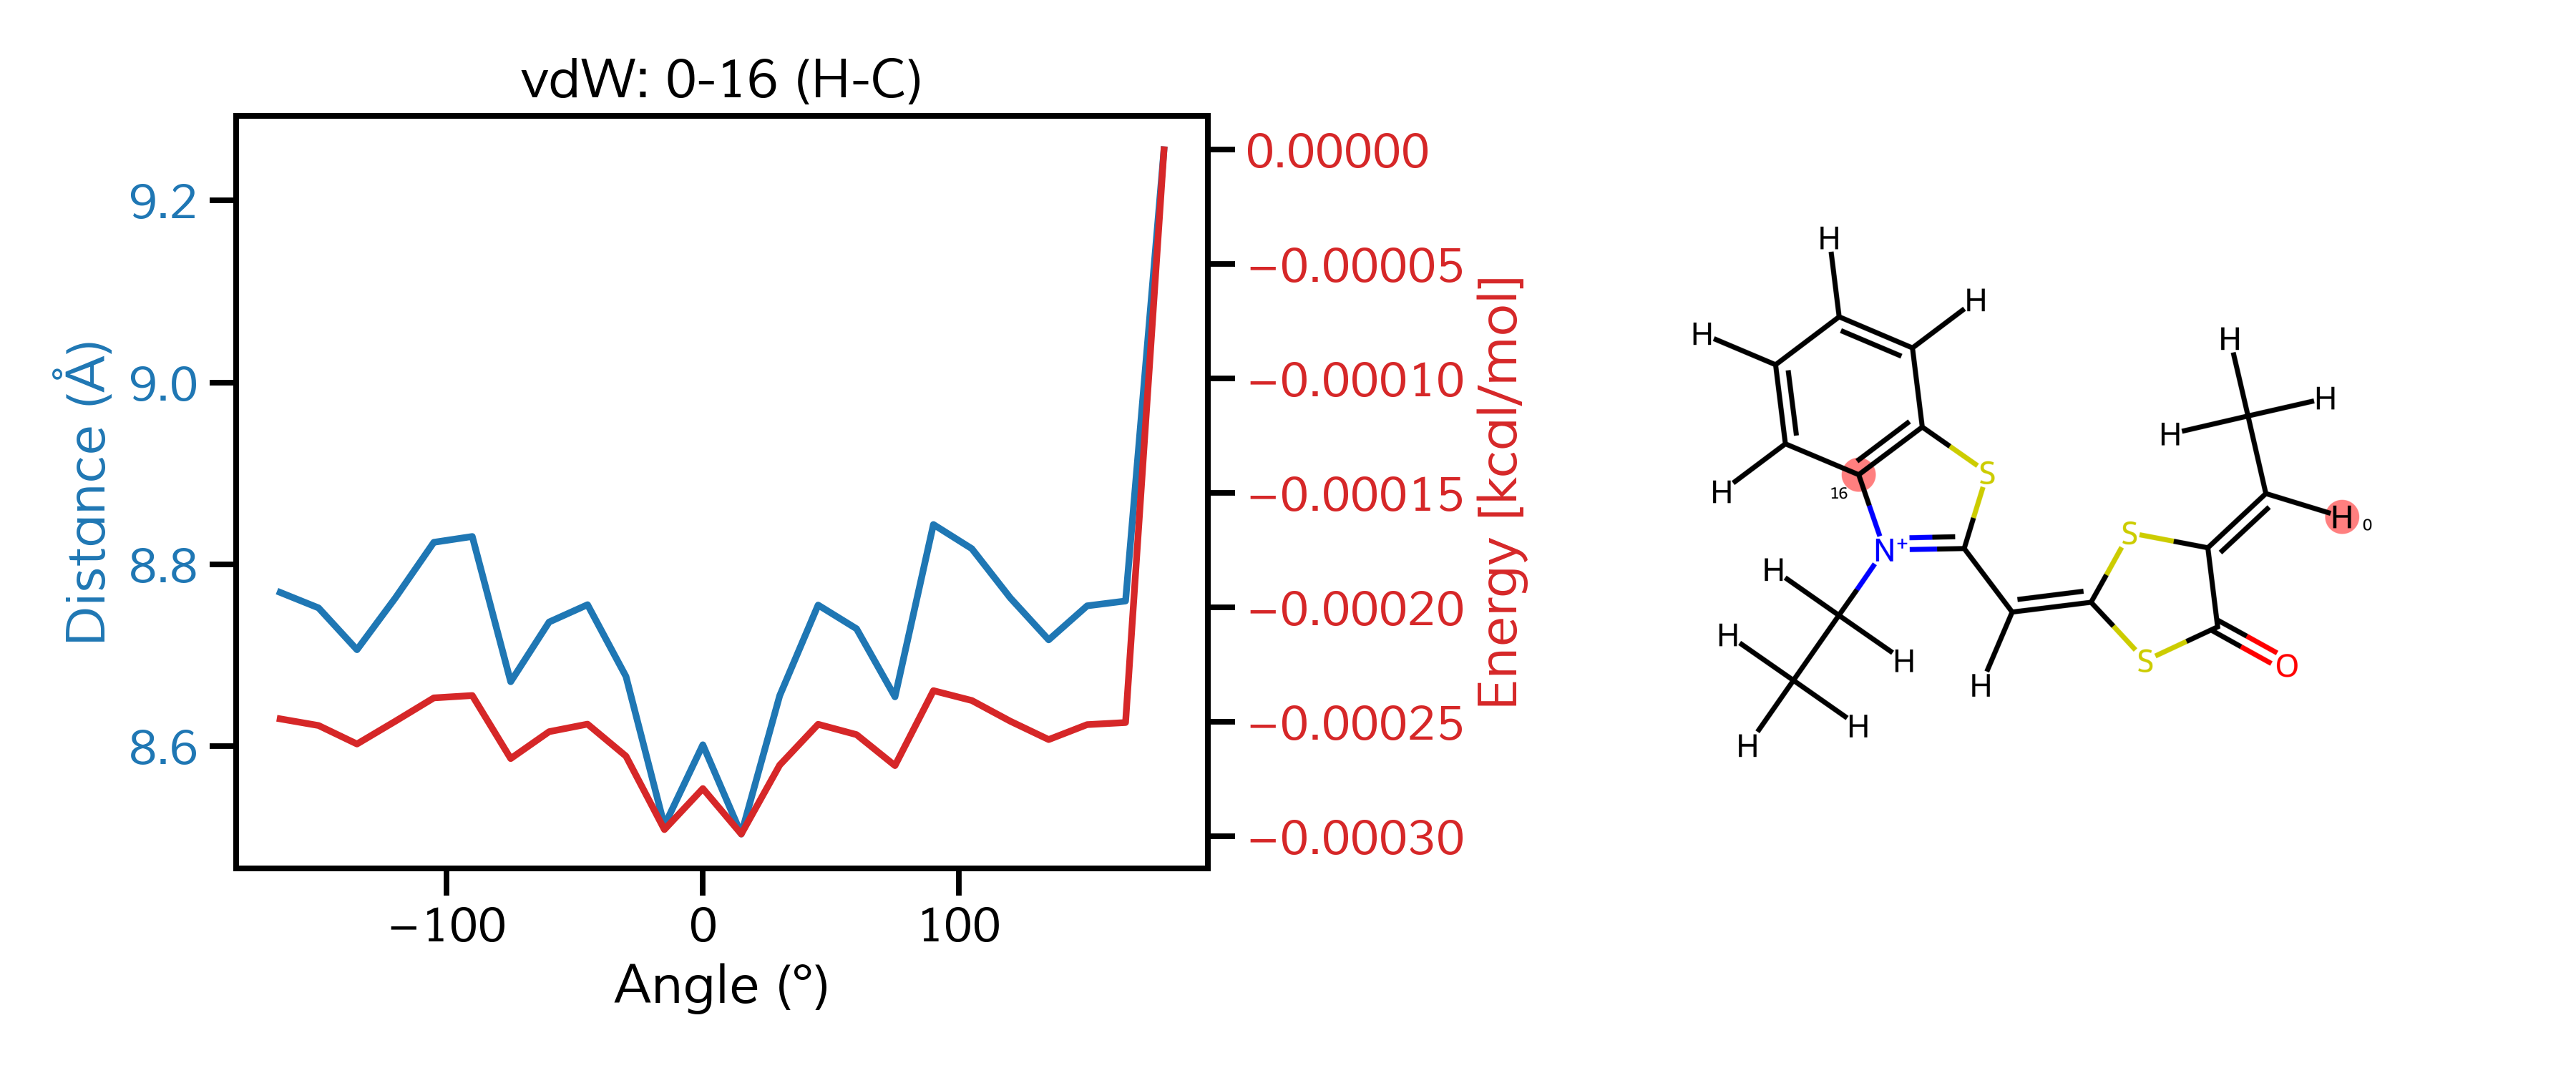 vdW: 0-16 (H-C)
Distance (Å)
9.2
9.0
8.8
8.6
0.00000
−0.00005
−0.00010
−0.00015
−0.00020
−0.00025
−0.00030
Energy [kcal/mol]
−100 0 100
Angle (°)
H
H
H
H
H
H
H
S
16
H 0
S
N+
H
H
H
S
O
H
H
H